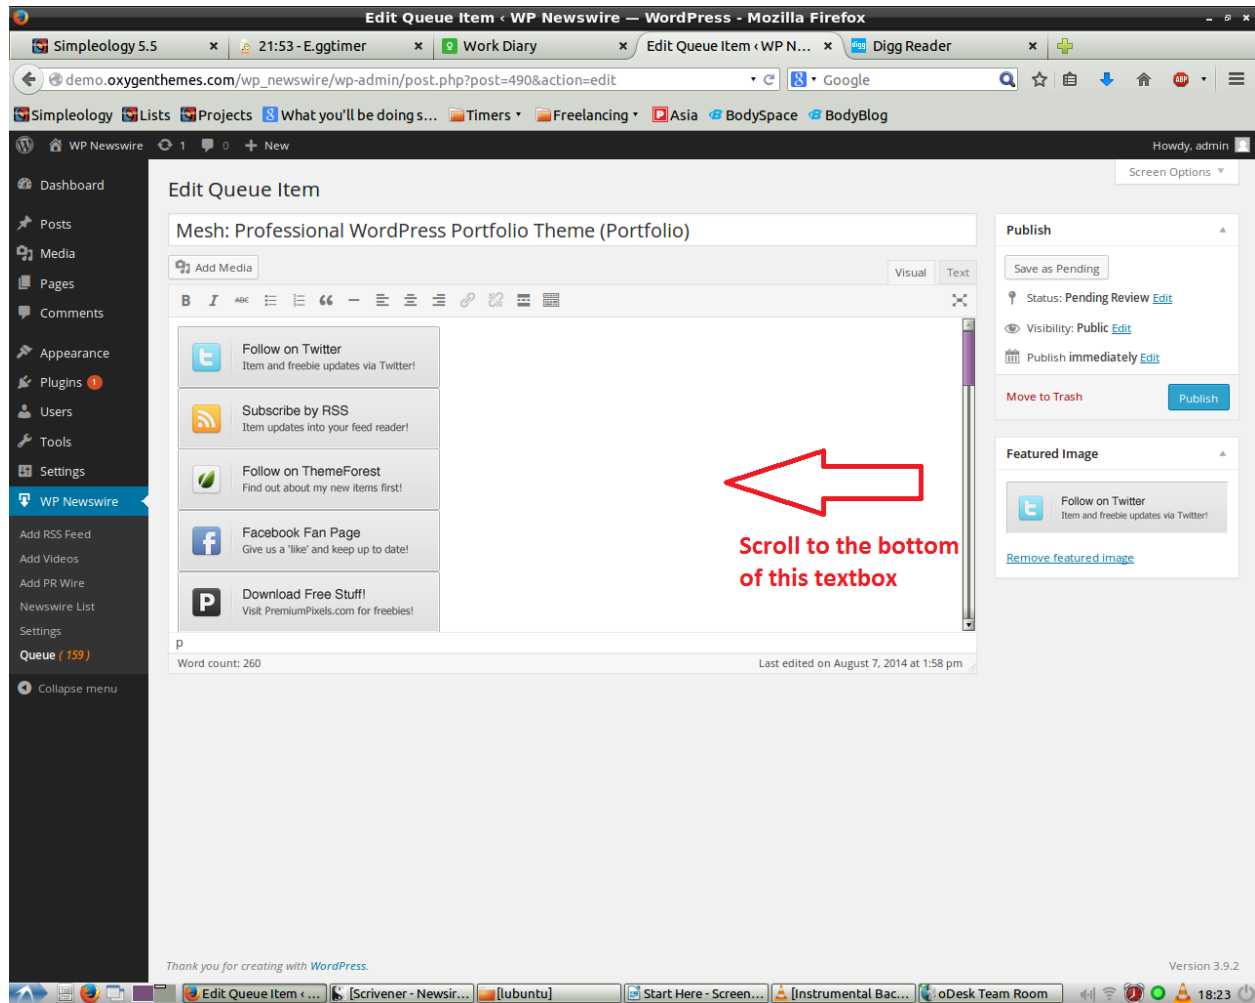 Edit Queue Item ‹ WP Newswire — WordPress - Mozilla Firefox
Simpleology 5.5 21:53 - E.ggtimer Work Diary Edit Queue Item ‹ WP N... Digg Reader
demo.oxygenthemes.com/wp_newswire/wp-admin/post.php?post=490&action=edit Google
Simpleology Lists Projects What you'll be doing s... Timers Freelancing Asia BodySpace BodyBlog
WP Newswire 1 0 New Howdy, admin
Screen Options
Dashboard
Posts
Media
Pages
Comments
Appearance
Plugins 1
Users
Tools
Settings
WP Newswire
Add RSS Feed
Add Videos
Add PR Wire
Newswire List
Settings
Queue ( 159 )
Collapse menu
Edit Queue Item
Mesh: Professional WordPress Portfolio Theme (Portfolio)
Add Media Visual Text
B I ABC
Follow on Twitter
Item and freebie updates via Twitter!
Subscribe by RSS
Item updates into your feed reader!
Follow on ThemeForest
Find out about my new items first!
Facebook Fan Page
Give us a 'like' and keep up to date!
Download Free Stuff!
Visit PremiumPixels.com for freebies!
Scroll to the bottom
of this textbox
p
Word count: 260 Last edited on August 7, 2014 at 1:58 pm
Publish
Save as Pending
Status: Pending Review Edit
Visibility: Public Edit
Publish immediately Edit
Move to Trash Publish
Featured Image
Follow on Twitter
Item and freebie updates via Twitter!
Remove featured image
Thank you for creating with WordPress. Version 3.9.2
Edit Queue Item ‹ ... [Scrivener - Newsir... [lubuntu] Start Here - Screen... [Instrumental Bac... oDesk Team Room 18:23